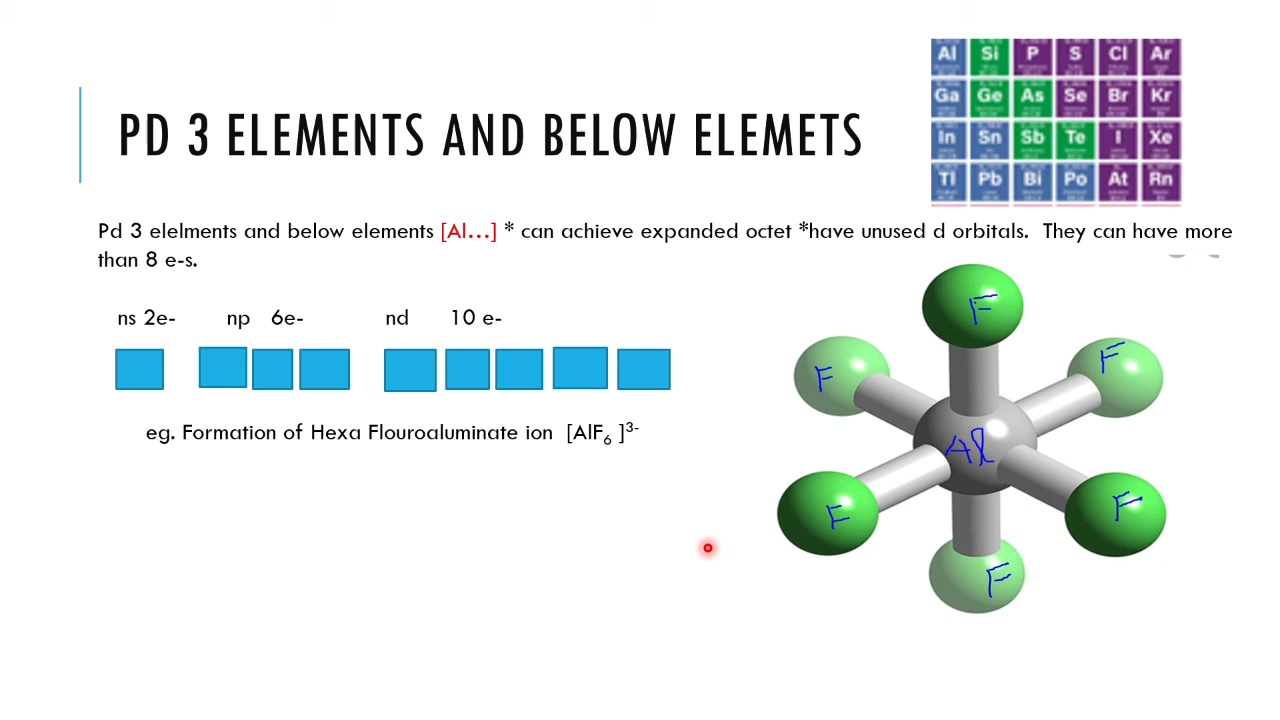 PD 3 ELEMENTS AND BELOW ELEMETS
Al Si P S Cl Ar
Ga Ge As Se Br Kr
In Sn Sb Te I Xe
Tl Pb Bi Po At Rn
Pd 3 elelments and below elements [Al...] * can achieve expanded octet *have unused d orbitals. They can have more
than 8 e-s.
ns 2e- np 6e- nd 10 e-
eg. Formation of Hexa Flouroaluminate ion [AlF₆ ]³⁻
F
F F
Al
F F
F